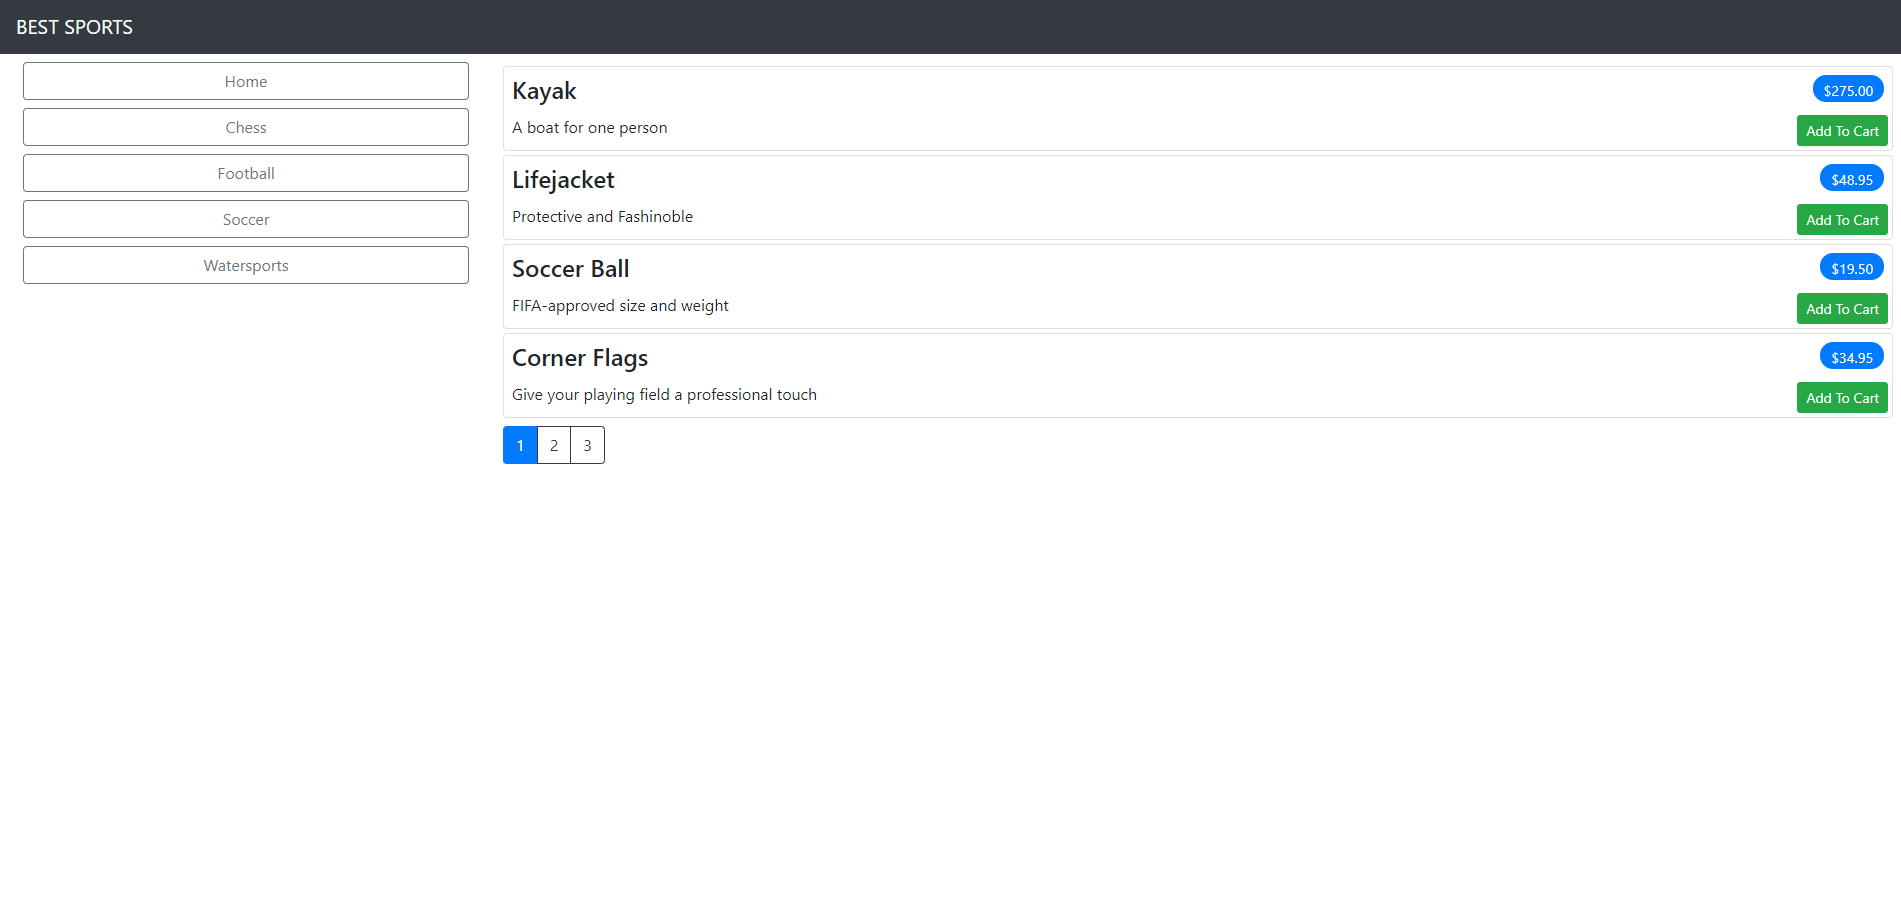 BEST SPORTS
Home
Chess
Football
Soccer
Watersports
Kayak
$275.00
A boat for one person
Add To Cart
Lifejacket
$48.95
Protective and Fashinoble
Add To Cart
Soccer Ball
$19.50
FIFA-approved size and weight
Add To Cart
Corner Flags
$34.95
Give your playing field a professional touch
Add To Cart
1 2 3